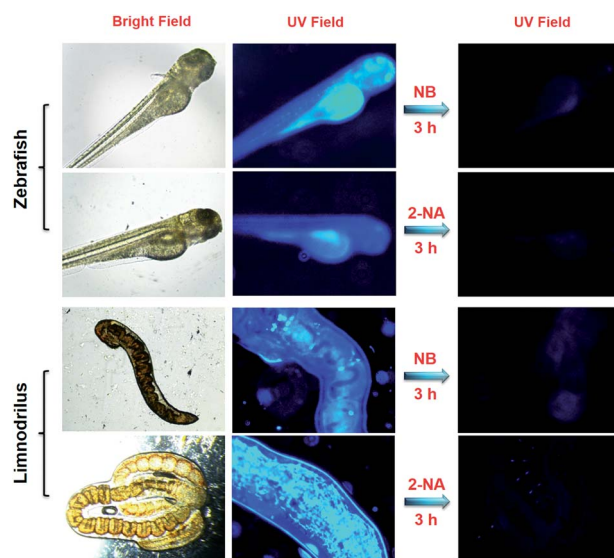 Bright Field
UV Field
UV Field
Zebrafish
NB
3 h
2-NA
3 h
Limnodrilus
NB
3 h
2-NA
3 h